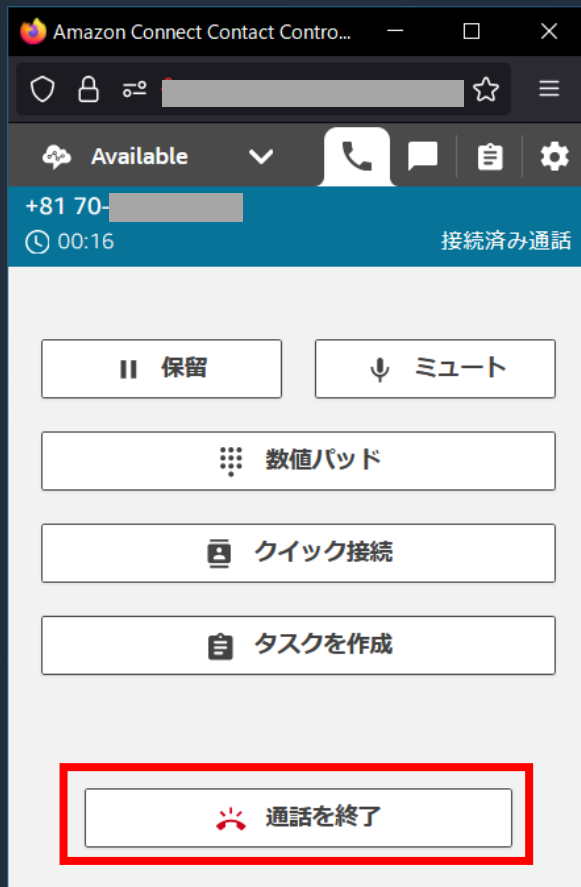 Amazon Connect Contact Contro...
Available
+81 70-
00:16 接続済み通話
保留 ミュート
数値パッド
クイック接続
タスクを作成
通話を終了